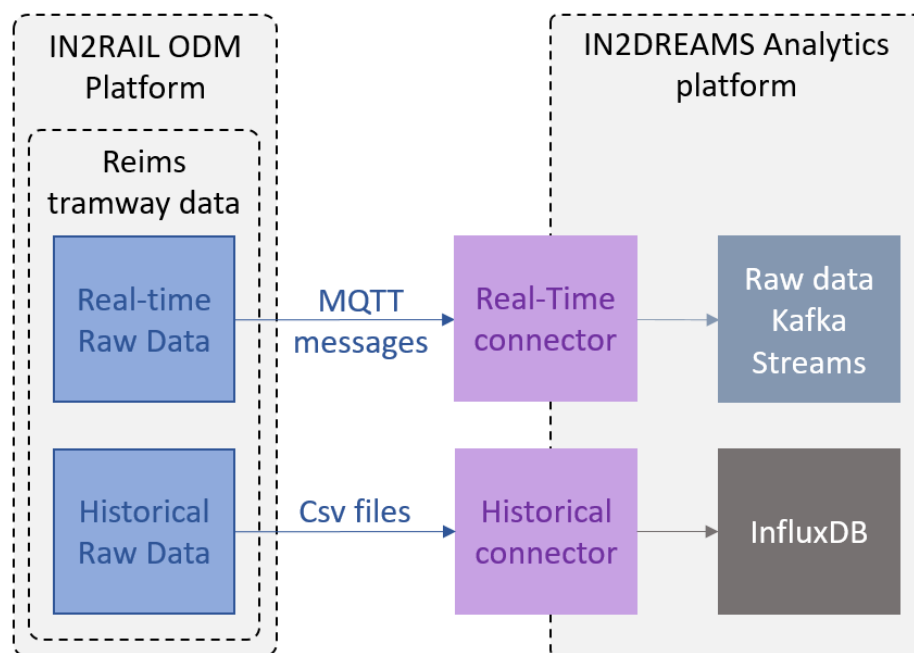 IN2RAIL ODM
Platform
Reims
tramway data
Real-time
Raw Data
MQTT
messages
Real-Time
connector
IN2DREAMS Analytics
platform
Raw data
Kafka
Streams
Historical
Raw Data
Csv files
Historical
connector
InfluxDB